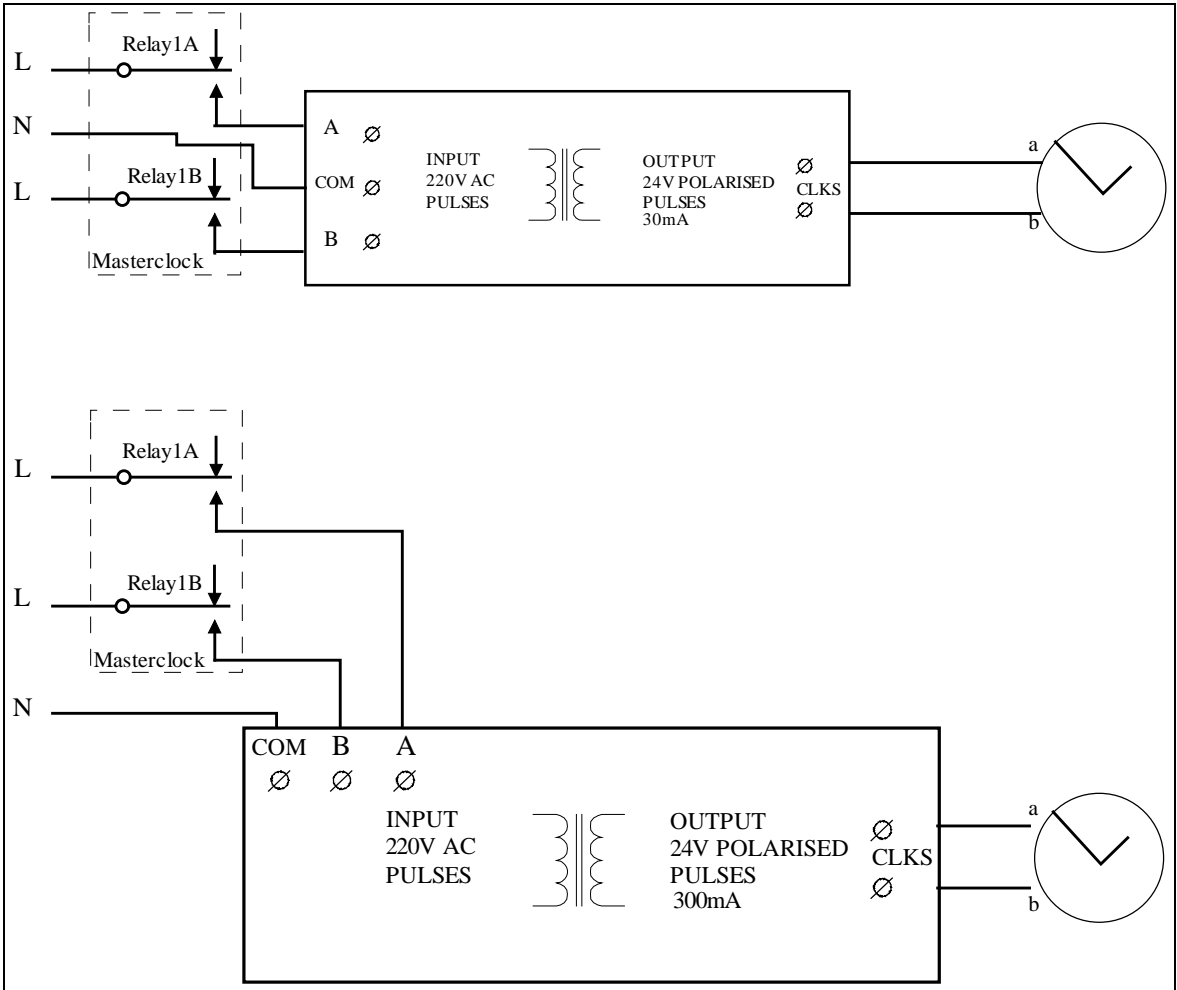 L
Relay1A
N
L
Relay1B
Masterclock
A
COM
B
INPUT
220V AC
PULSES
OUTPUT
24V POLARISED
PULSES
30mA
CLKS
a
b
L
Relay1A
L
Relay1B
Masterclock
N
COM B A
INPUT
220V AC
PULSES
OUTPUT
24V POLARISED
PULSES
300mA
CLKS
a
b